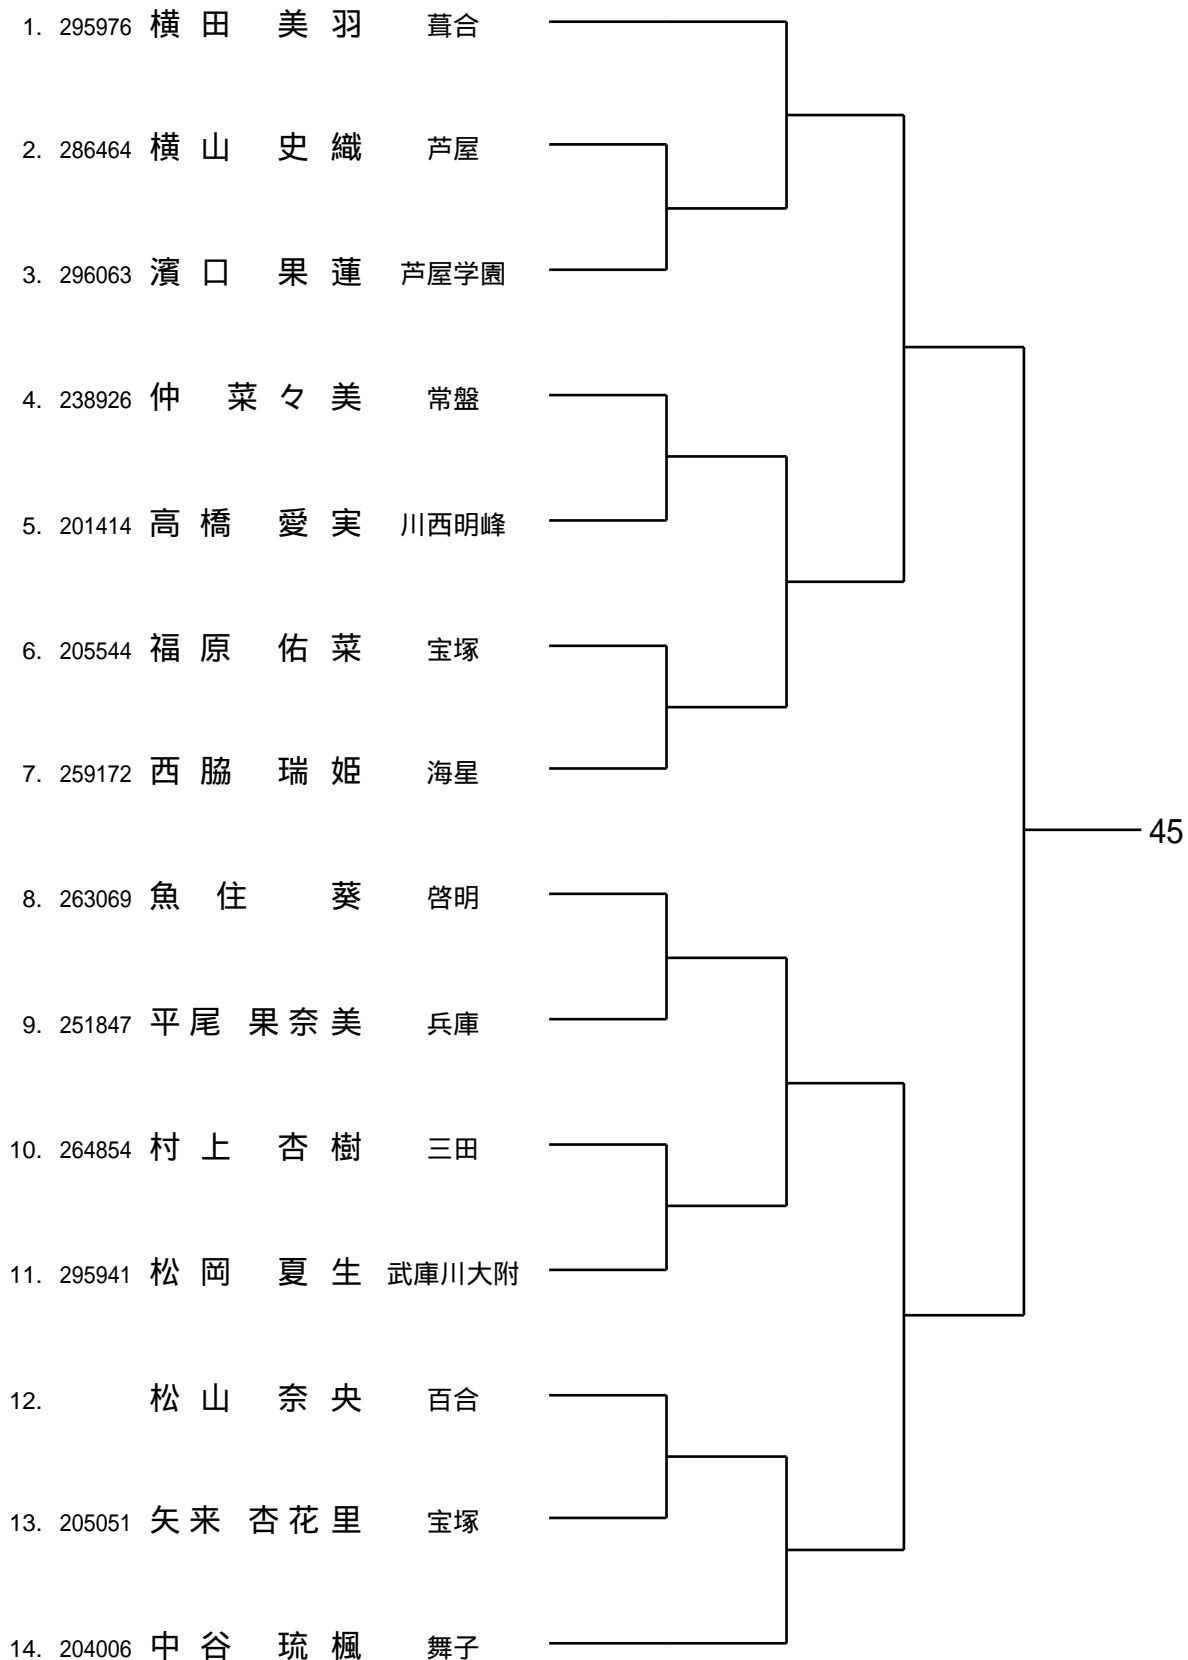 1. 295976 横田 美羽 葺合
2. 286464 横山 史織 芦屋
3. 296063 濱口 果蓮 芦屋学園
4. 238926 仲 菜々美 常盤
5. 201414 高橋 愛実 川西明峰
6. 205544 福原 佑菜 宝塚
7. 259172 西脇 瑞姫 海星
45
8. 263069 魚住 葵 啓明
9. 251847 平尾 果奈美 兵庫
10. 264854 村上 杏樹 三田
11. 295941 松岡 夏生 武庫川大附
12. 松山 奈央 百合
13. 205051 矢来 杏花里 宝塚
14. 204006 中谷 琉楓 舞子